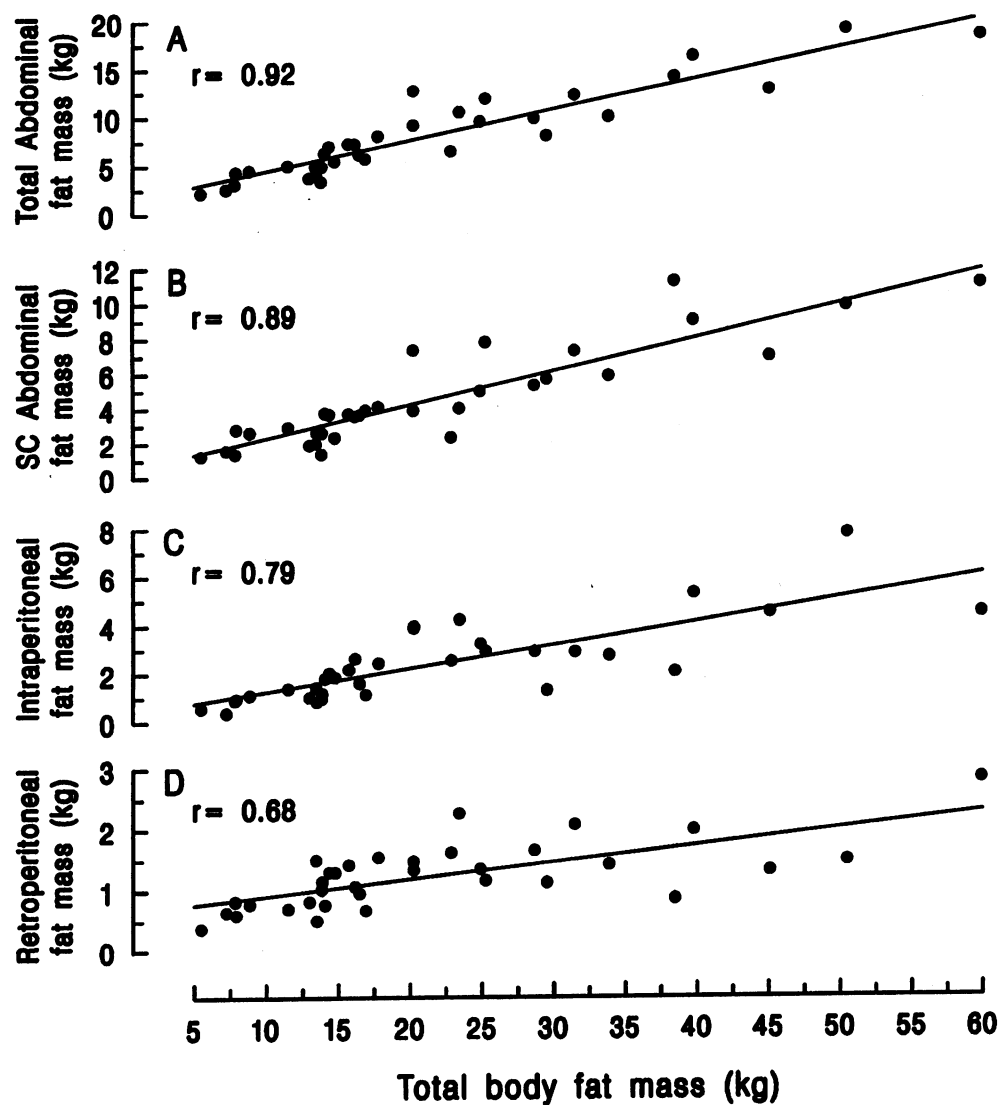 Total Abdominal
fat mass (kg)
20
15
10
5
0
A
r= 0.92
SC Abdominal
fat mass (kg)
12
10
8
6
4
2
0
B
r= 0.89
Intraperitoneal
fat mass (kg)
8
6
4
2
0
C
r= 0.79
Retroperitoneal
fat mass (kg)
3
2
1
0
D
r= 0.68
5 10 15 20 25 30 35 40 45 50 55 60
Total body fat mass (kg)